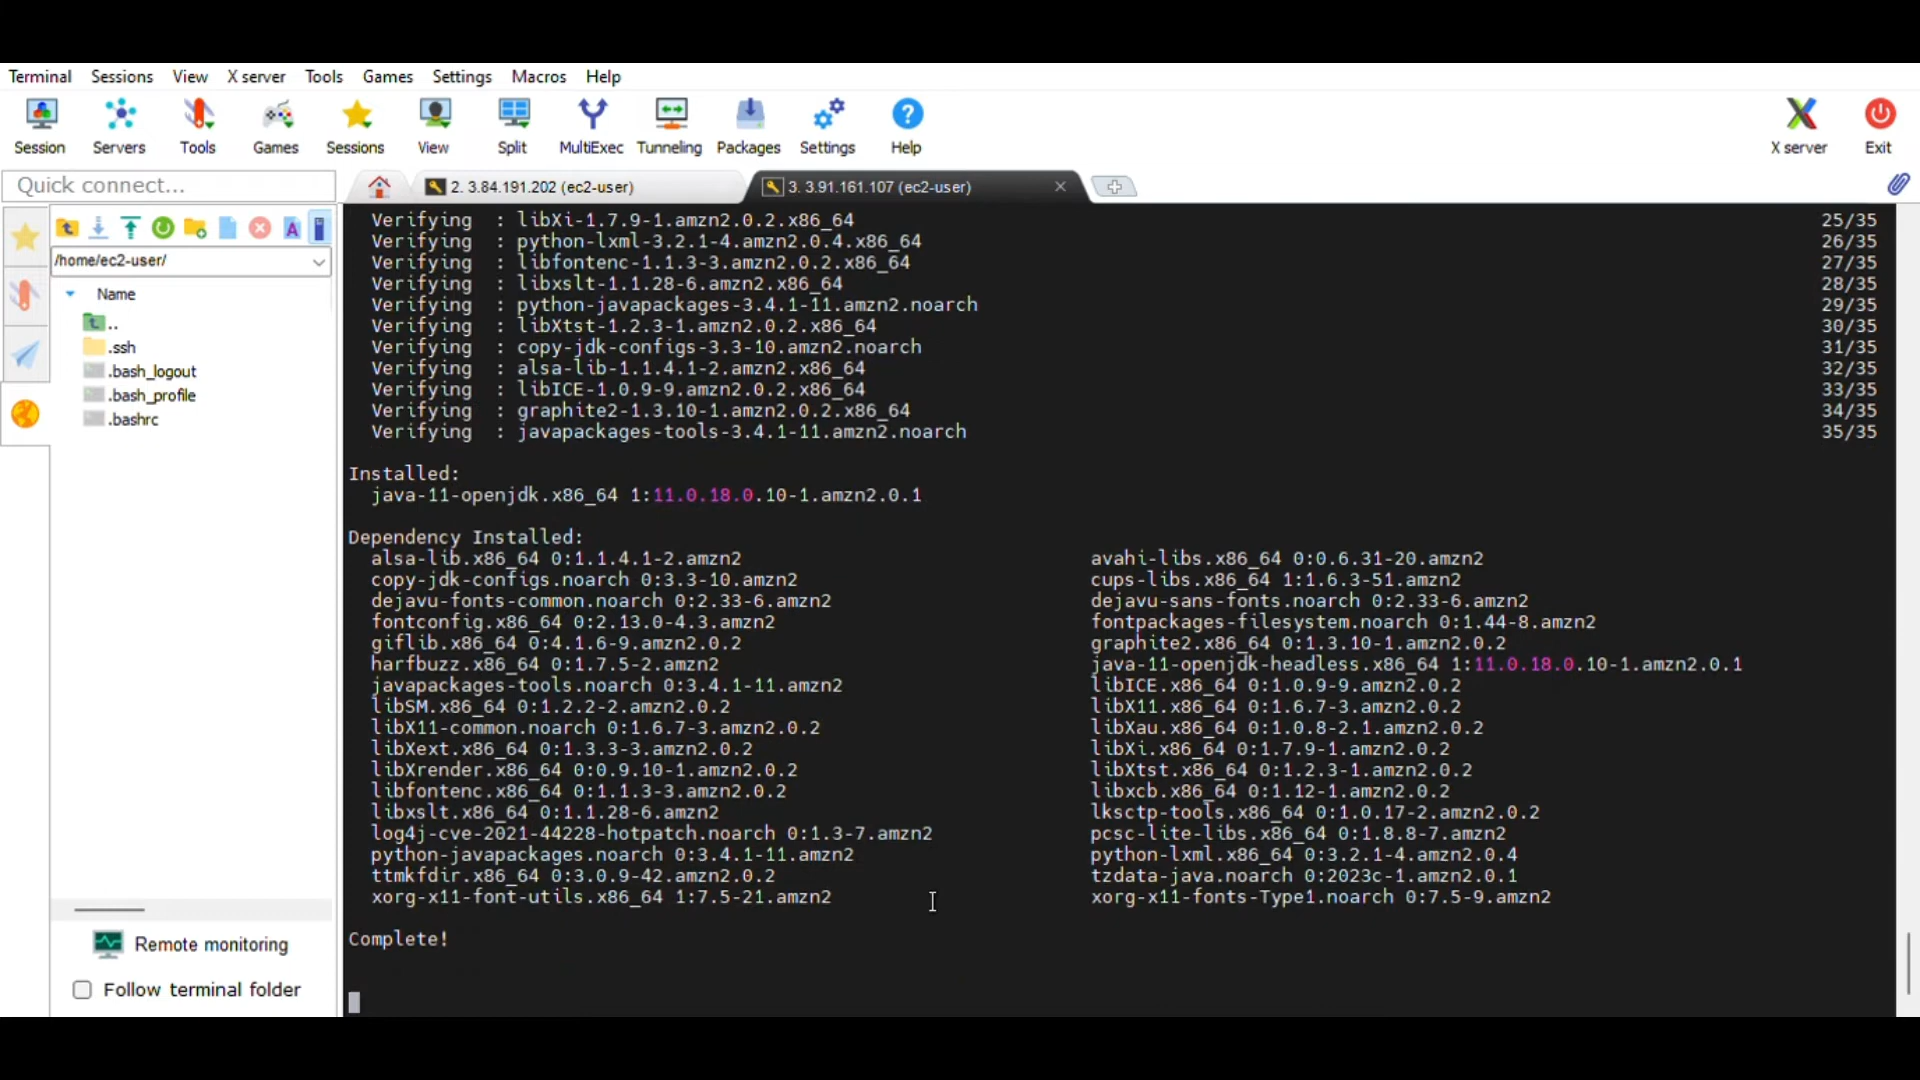 Terminal Sessions View X server Tools Games Settings Macros Help
Session Servers Tools Games Sessions View Split MultiExec Tunneling Packages Settings Help X server Exit
Quick connect...
2. 3.84.191.202 (ec2-user)
3. 3.91.161.107 (ec2-user)
/home/ec2-user/
Name
..
.ssh
.bash_logout
.bash_profile
.bashrc
Remote monitoring
Follow terminal folder
Verifying : libXi-1.7.9-1.amzn2.0.2.x86_64 25/35
Verifying : python-lxml-3.2.1-4.amzn2.0.4.x86_64 26/35
Verifying : libfontenc-1.1.3-3.amzn2.0.2.x86_64 27/35
Verifying : libxslt-1.1.28-6.amzn2.x86_64 28/35
Verifying : python-javapackages-3.4.1-11.amzn2.noarch 29/35
Verifying : libXtst-1.2.3-1.amzn2.0.2.x86_64 30/35
Verifying : copy-jdk-configs-3.3-10.amzn2.noarch 31/35
Verifying : alsa-lib-1.1.4.1-2.amzn2.x86_64 32/35
Verifying : libICE-1.0.9-9.amzn2.0.2.x86_64 33/35
Verifying : graphite2-1.3.10-1.amzn2.0.2.x86_64 34/35
Verifying : javapackages-tools-3.4.1-11.amzn2.noarch 35/35
Installed:
java-11-openjdk.x86_64 1:11.0.18.0.10-1.amzn2.0.1
Dependency Installed:
alsa-lib.x86_64 0:1.1.4.1-2.amzn2 avahi-libs.x86_64 0:0.6.31-20.amzn2
copy-jdk-configs.noarch 0:3.3-10.amzn2 cups-libs.x86_64 1:1.6.3-51.amzn2
dejavu-fonts-common.noarch 0:2.33-6.amzn2 dejavu-sans-fonts.noarch 0:2.33-6.amzn2
fontconfig.x86_64 0:2.13.0-4.3.amzn2 fontpackages-filesystem.noarch 0:1.44-8.amzn2
giflib.x86_64 0:4.1.6-9.amzn2.0.2 graphite2.x86_64 0:1.3.10-1.amzn2.0.2
harfbuzz.x86_64 0:1.7.5-2.amzn2 java-11-openjdk-headless.x86_64 1:11.0.18.0.10-1.amzn2.0.1
javapackages-tools.noarch 0:3.4.1-11.amzn2 libICE.x86_64 0:1.0.9-9.amzn2.0.2
libSM.x86_64 0:1.2.2-2.amzn2.0.2 libX11.x86_64 0:1.6.7-3.amzn2.0.2
libX11-common.noarch 0:1.6.7-3.amzn2.0.2 libXau.x86_64 0:1.0.8-2.1.amzn2.0.2
libXext.x86_64 0:1.3.3-3.amzn2.0.2 libXi.x86_64 0:1.7.9-1.amzn2.0.2
libXrender.x86_64 0:0.9.10-1.amzn2.0.2 libXtst.x86_64 0:1.2.3-1.amzn2.0.2
libfontenc.x86_64 0:1.1.3-3.amzn2.0.2 libxcb.x86_64 0:1.12-1.amzn2.0.2
libxslt.x86_64 0:1.1.28-6.amzn2 lksctp-tools.x86_64 0:1.0.17-2.amzn2.0.2
log4j-cve-2021-44228-hotpatch.noarch 0:1.3-7.amzn2 pcsc-lite-libs.x86_64 0:1.8.8-7.amzn2
python-javapackages.noarch 0:3.4.1-11.amzn2 python-lxml.x86_64 0:3.2.1-4.amzn2.0.4
ttmkfdir.x86_64 0:3.0.9-42.amzn2.0.2 tzdata-java.noarch 0:2023c-1.amzn2.0.1
xorg-x11-font-utils.x86_64 1:7.5-21.amzn2 xorg-x11-fonts-Type1.noarch 0:7.5-9.amzn2
Complete!